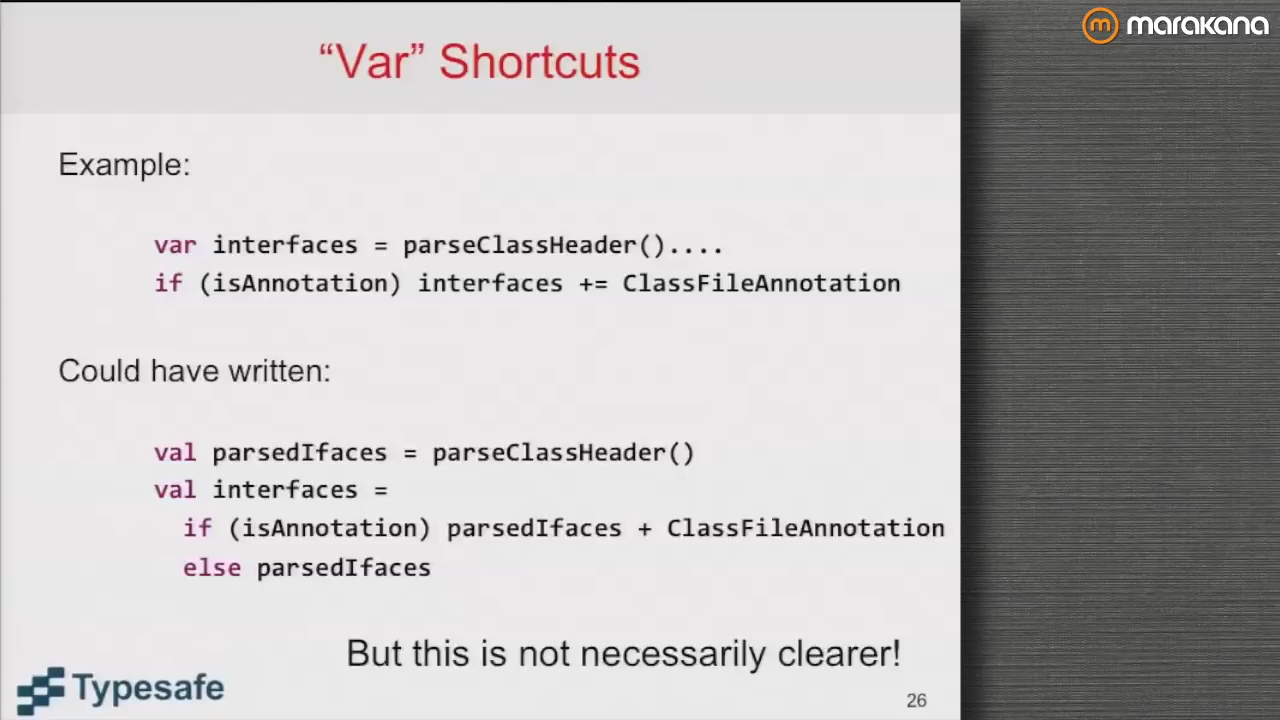 marakana
“Var” Shortcuts
Example:
var interfaces = parseClassHeader()....
if (isAnnotation) interfaces += ClassFileAnnotation
Could have written:
val parsedIfaces = parseClassHeader()
val interfaces =
if (isAnnotation) parsedIfaces + ClassFileAnnotation
else parsedIfaces
But this is not necessarily clearer!
Typesafe
26